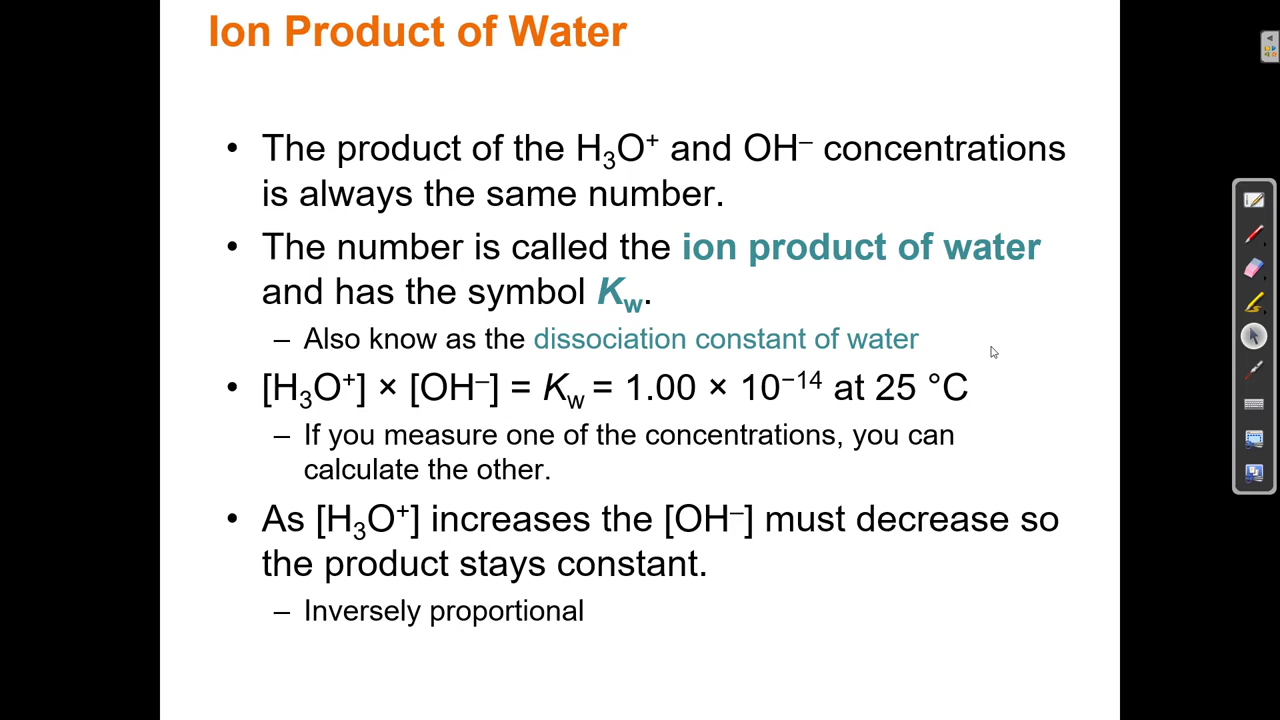 Ion Product of Water
• The product of the H₃O⁺ and OH⁻ concentrations
is always the same number.
• The number is called the ion product of water
and has the symbol K_w.
– Also know as the dissociation constant of water
• [H₃O⁺] × [OH⁻] = K_w = 1.00 × 10⁻¹⁴ at 25 °C
– If you measure one of the concentrations, you can
calculate the other.
• As [H₃O⁺] increases the [OH⁻] must decrease so
the product stays constant.
– Inversely proportional